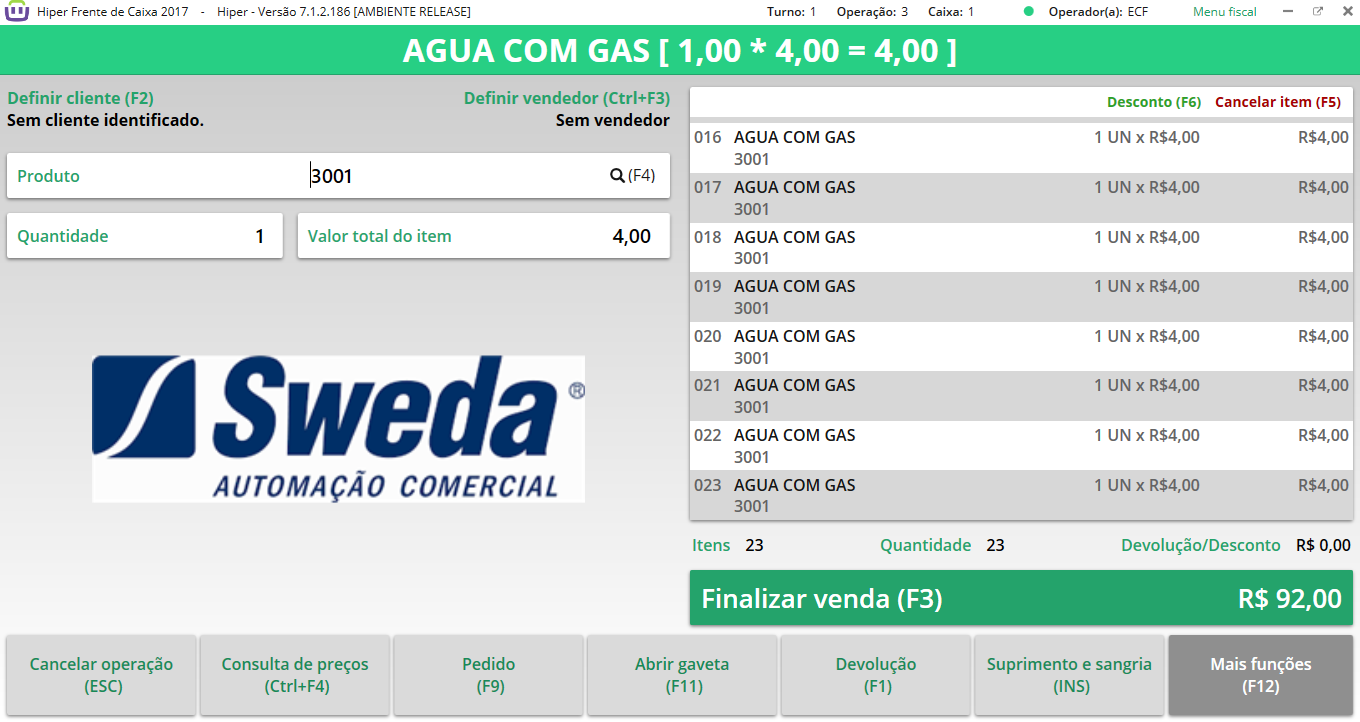 Hiper Frente de Caixa 2017 - Hiper - Versão 7.1.2.186 [AMBIENTE RELEASE] Turno: 1 Operação: 3 Caixa: 1 Operador(a): ECF Menu fiscal
AGUA COM GAS [ 1,00 * 4,00 = 4,00 ]
Definir cliente (F2) Definir vendedor (Ctrl+F3)
Sem cliente identificado. Sem vendedor
Produto 3001 (F4)
Quantidade 1 Valor total do item 4,00
Sweda ®
AUTOMAÇÃO COMERCIAL
Desconto (F6) Cancelar item (F5)
016 AGUA COM GAS 1 UN x R$4,00 R$4,00
3001
017 AGUA COM GAS 1 UN x R$4,00 R$4,00
3001
018 AGUA COM GAS 1 UN x R$4,00 R$4,00
3001
019 AGUA COM GAS 1 UN x R$4,00 R$4,00
3001
020 AGUA COM GAS 1 UN x R$4,00 R$4,00
3001
021 AGUA COM GAS 1 UN x R$4,00 R$4,00
3001
022 AGUA COM GAS 1 UN x R$4,00 R$4,00
3001
023 AGUA COM GAS 1 UN x R$4,00 R$4,00
3001
Itens 23 Quantidade 23 Devolução/Desconto R$ 0,00
Finalizar venda (F3) R$ 92,00
Cancelar operação (ESC)
Consulta de preços (Ctrl+F4)
Pedido (F9)
Abrir gaveta (F11)
Devolução (F1)
Suprimento e sangria (INS)
Mais funções (F12)